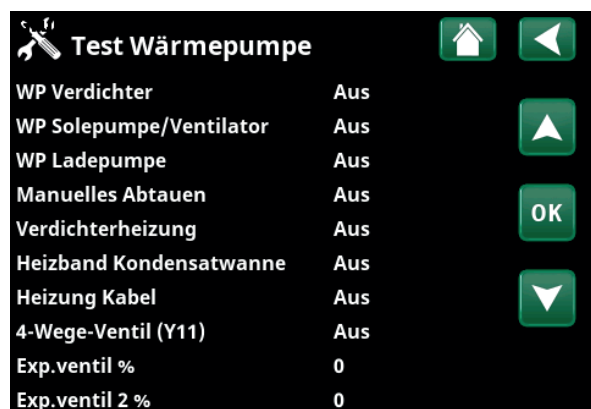 Test Wärmepumpe
WP Verdichter Aus
WP Solepumpe/Ventilator Aus
WP Ladepumpe Aus
Manuelles Abtauen Aus
OK
Verdichterheizung Aus
Heizband Kondensatwanne Aus
Heizung Kabel Aus
4-Wege-Ventil (Y11) Aus
Exp.ventil % 0
Exp.ventil 2 % 0